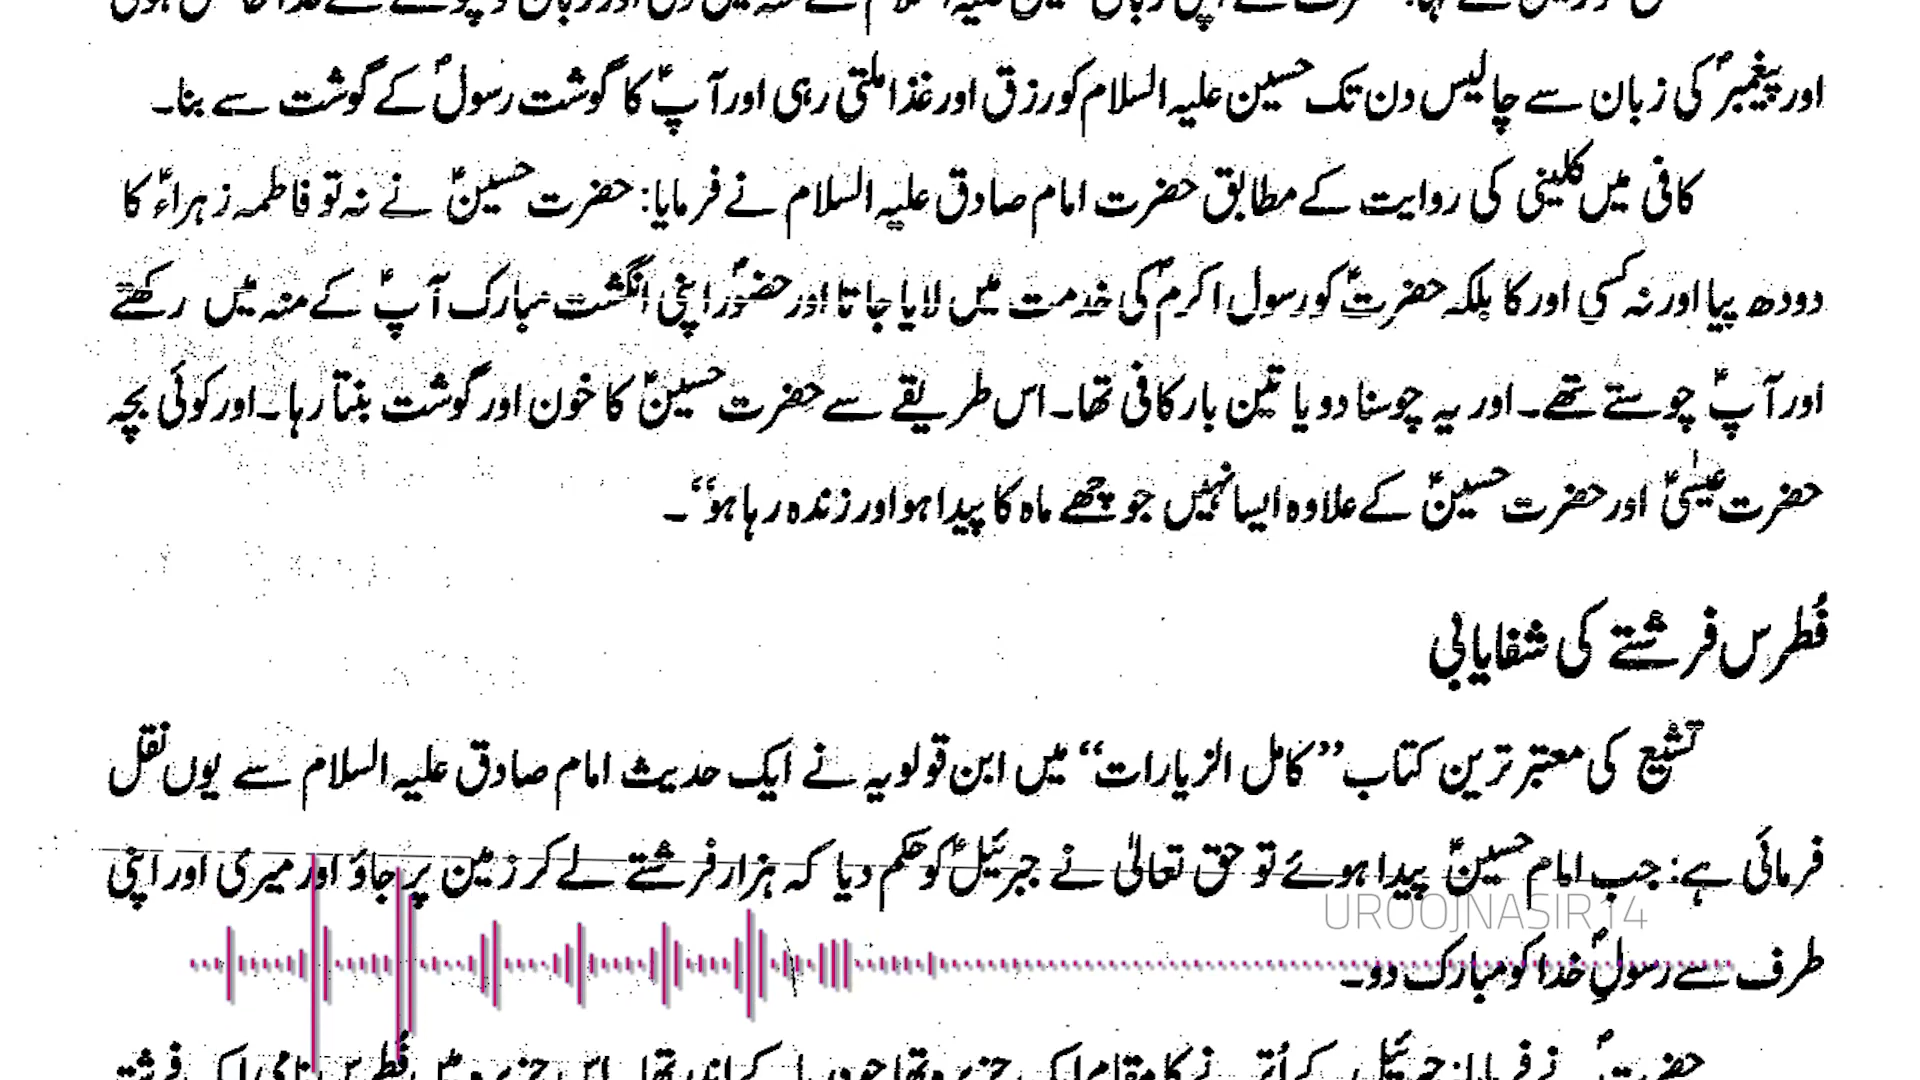 اور پیغمبرؐ کی زبان سے چالیس دن تک حسین علیہ السلام کو رزق اور غذا ملتی رہی اور آپؑ کا گوشت رسولؐ کے گوشت سے بنا۔
کافی میں کلینی کی روایت کے مطابق حضرت امام صادق علیہ السلام نے فرمایا: حضرت حسینؑ نے نہ تو فاطمہ زہراءؑ کا
دودھ پیا اور نہ کسی اور کا بلکہ حضرتؑ کو رسول اکرمؐ کی خدمت میں لایا جاتا اور حضورؐ اپنی انگشت مبارک آپؑ کے منہ میں رکھتے
اور آپؑ چوستے تھے۔ اور یہ چوسنا دو یا تین بار کافی تھا۔ اس طریقے سے حضرت حسینؑ کا خون اور گوشت بنتا رہا۔ اور کوئی بچہ
حضرت عیسٰیؑ اور حضرت حسینؑ کے علاوہ ایسا نہیں جو چھے ماہ کا پیدا ہو اور زندہ رہا ہو“۔
فُطرس فرشتے کی شفایابی
تشیع کی معتبر ترین کتاب ”کامل الزیارات“ میں ابن قولویہ نے ایک حدیث امام صادق علیہ السلام سے یوں نقل
فرمائی ہے: جب امام حسینؑ پیدا ہوئے تو حق تعالٰی نے جبرئیلؑ کو حکم دیا کہ ہزار فرشتے لے کر زمین پر جاؤ اور میری اور اپنی
UROOJNASIR14
طرف سے رسولِؐ خدا کو مبارک دو۔